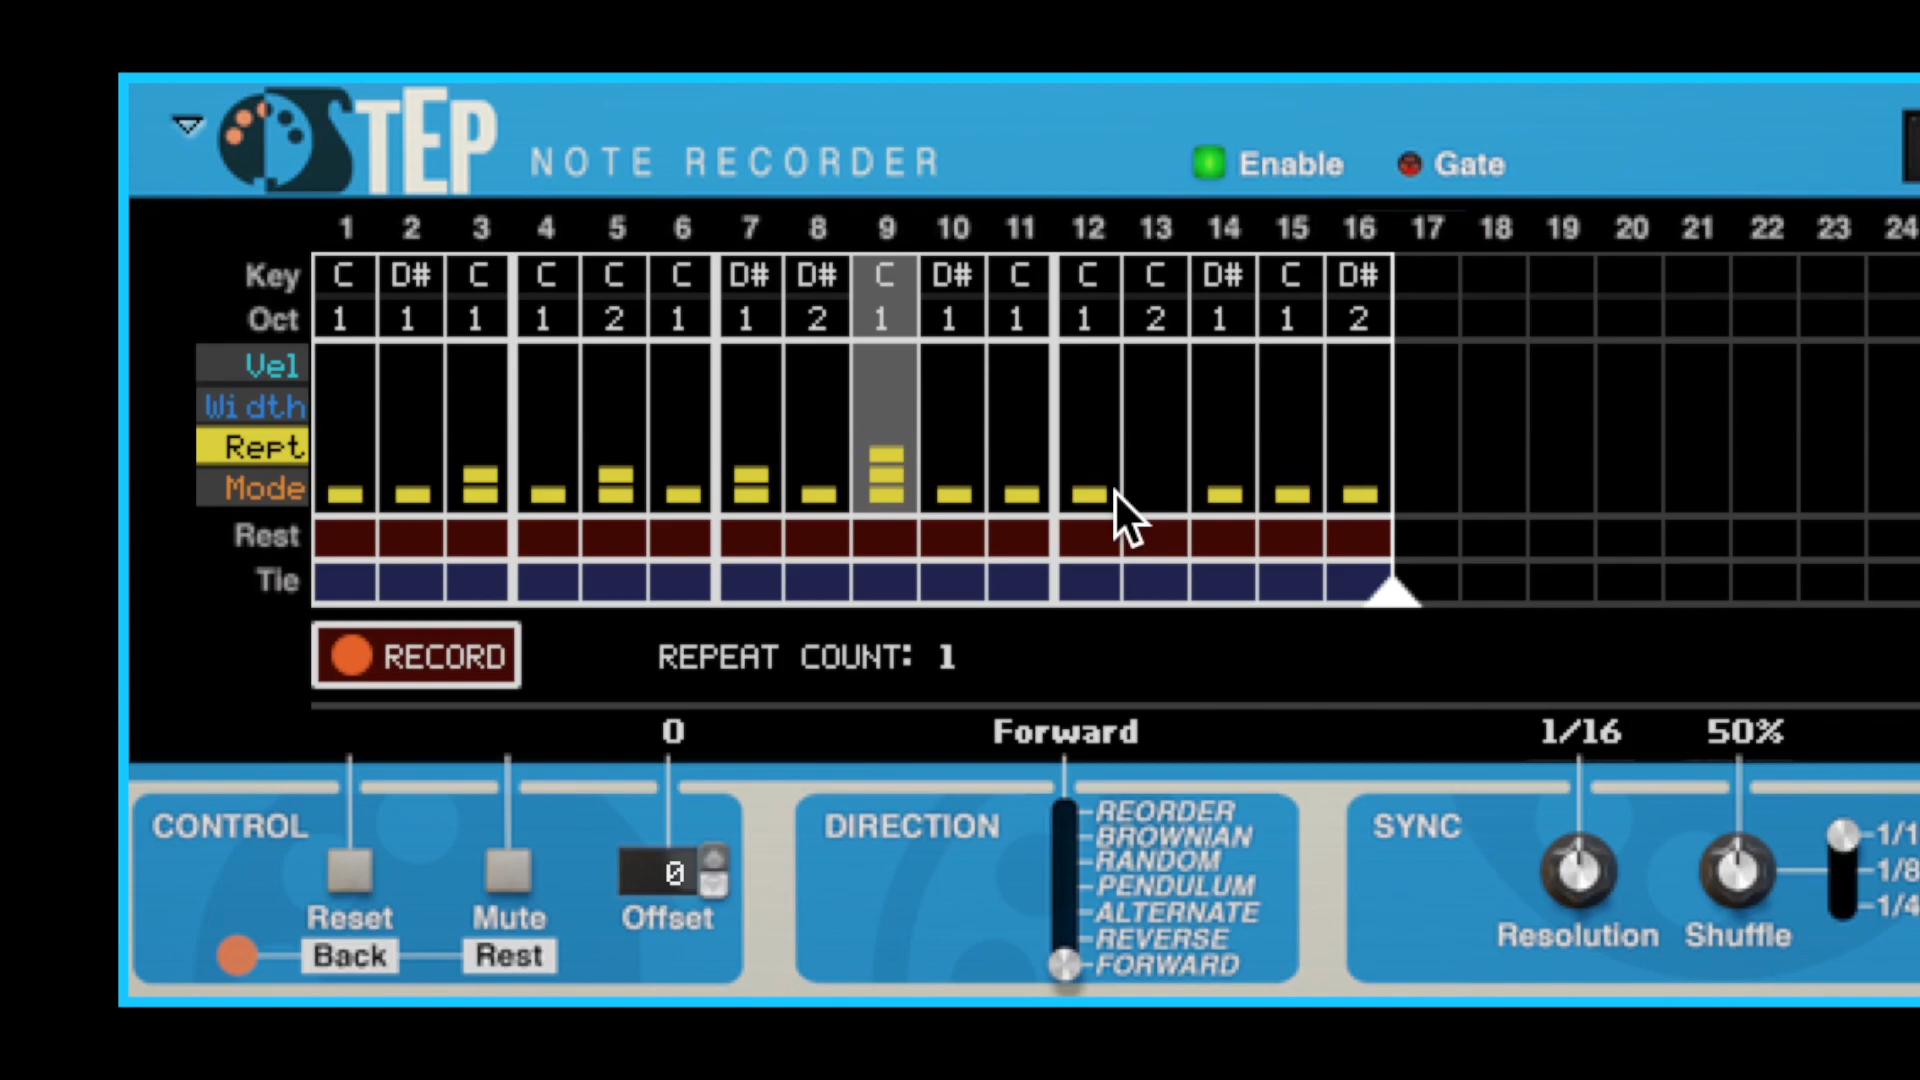 STEP NOTE RECORDER Enable Gate
1 2 3 4 5 6 7 8 9 10 11 12 13 14 15 16 17 18 19 20 21 22 23 24
Key C D# C C C C D# D# C D# C C C D# C D#
Oct 1 1 1 1 2 1 1 2 1 1 1 1 2 1 1 2
Vel
Width
Rept
Mode
Rest
Tie
RECORD REPEAT COUNT: 1
0 Forward 1/16 50%
CONTROL
0
Reset Mute Offset
Back Rest
DIRECTION
REORDER
BROWNIAN
RANDOM
PENDULUM
ALTERNATE
REVERSE
FORWARD
SYNC
Resolution Shuffle
1/8